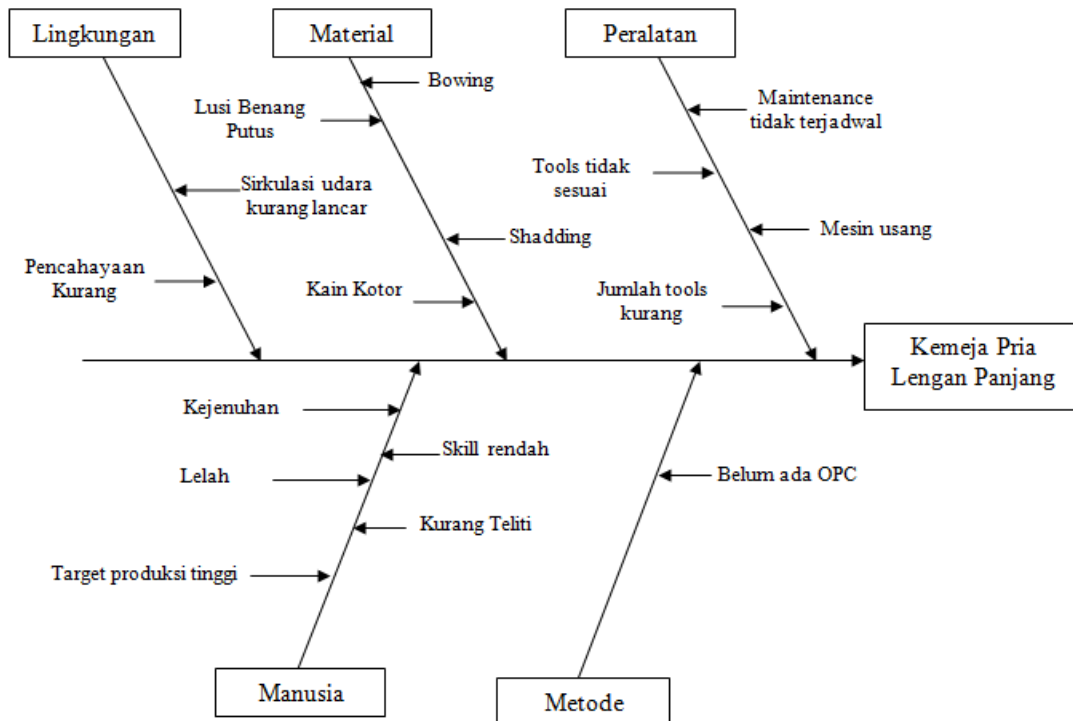 Lingkungan
Material
Peralatan
Bowing
Lusi Benang
Putus
Maintenance
tidak terjadwal
Tools tidak
sesuai
Sirkulasi udara
kurang lancar
Shadding
Mesin usang
Pencahayaan
Kurang
Kain Kotor
Jumlah tools
kurang
Kemeja Pria
Lengan Panjang
Kejenuhan
Skill rendah
Lelah
Belum ada OPC
Kurang Teliti
Target produksi tinggi
Manusia
Metode